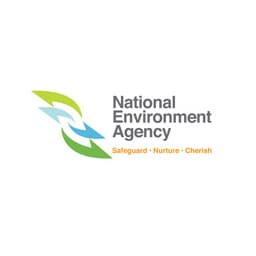 National
Environment
Agency
Safeguard • Nurture • Cherish